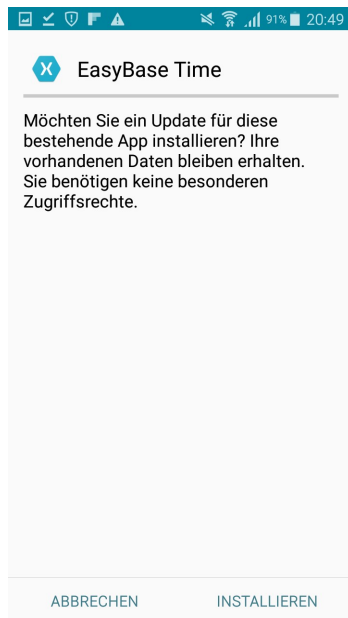 91% 20:49
X EasyBase Time
Möchten Sie ein Update für diese
bestehende App installieren? Ihre
vorhandenen Daten bleiben erhalten.
Sie benötigen keine besonderen
Zugriffsrechte.
ABBRECHEN INSTALLIEREN